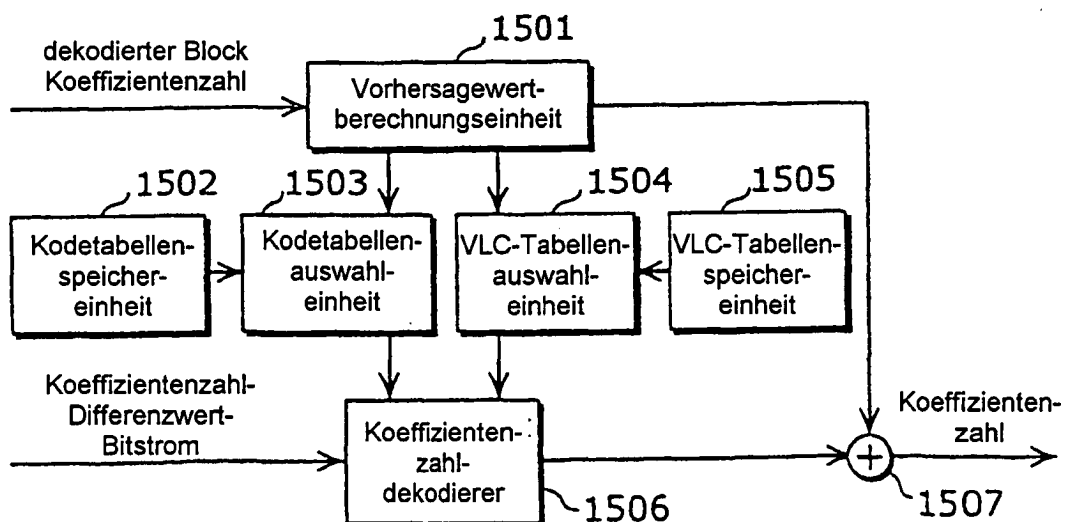 1501
dekodierter Block
Koeffizientenzahl
Vorhersagewert-
berechnungseinheit
1502
1503
1504
1505
Kodetabellen-
speicher-
einheit
Kodetabellen-
auswahl-
einheit
VLC-Tabellen-
auswahl-
einheit
VLC-Tabellen-
speicher-
einheit
Koeffizientenzahl-
Differenzwert-
Bitstrom
Koeffizienten-
zahl-
dekodierer
1506
Koeffizienten-
zahl
+
1507